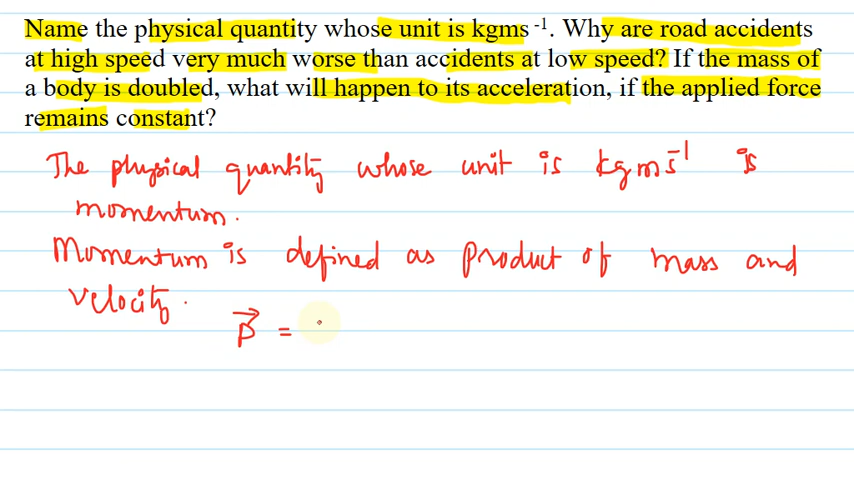 Name the physical quantity whose unit is kgms⁻¹. Why are road accidents
at high speed very much worse than accidents at low speed? If the mass of
a body is doubled, what will happen to its acceleration, if the applied force
remains constant?
The physical quantity whose unit is kgms⁻¹ is
momentum.
Momentum is defined as product of mass and
velocity.
p⃗ =